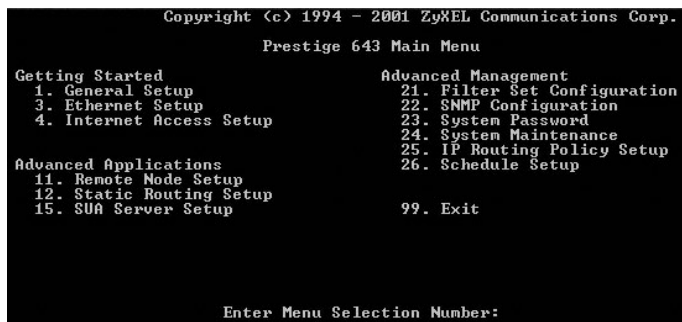 Copyright (c) 1994 - 2001 ZyXEL Communications Corp.
Prestige 643 Main Menu
Getting Started
1. General Setup
3. Ethernet Setup
4. Internet Access Setup
Advanced Applications
11. Remote Node Setup
12. Static Routing Setup
15. SUA Server Setup
Advanced Management
21. Filter Set Configuration
22. SNMP Configuration
23. System Password
24. System Maintenance
25. IP Routing Policy Setup
26. Schedule Setup
99. Exit
Enter Menu Selection Number: